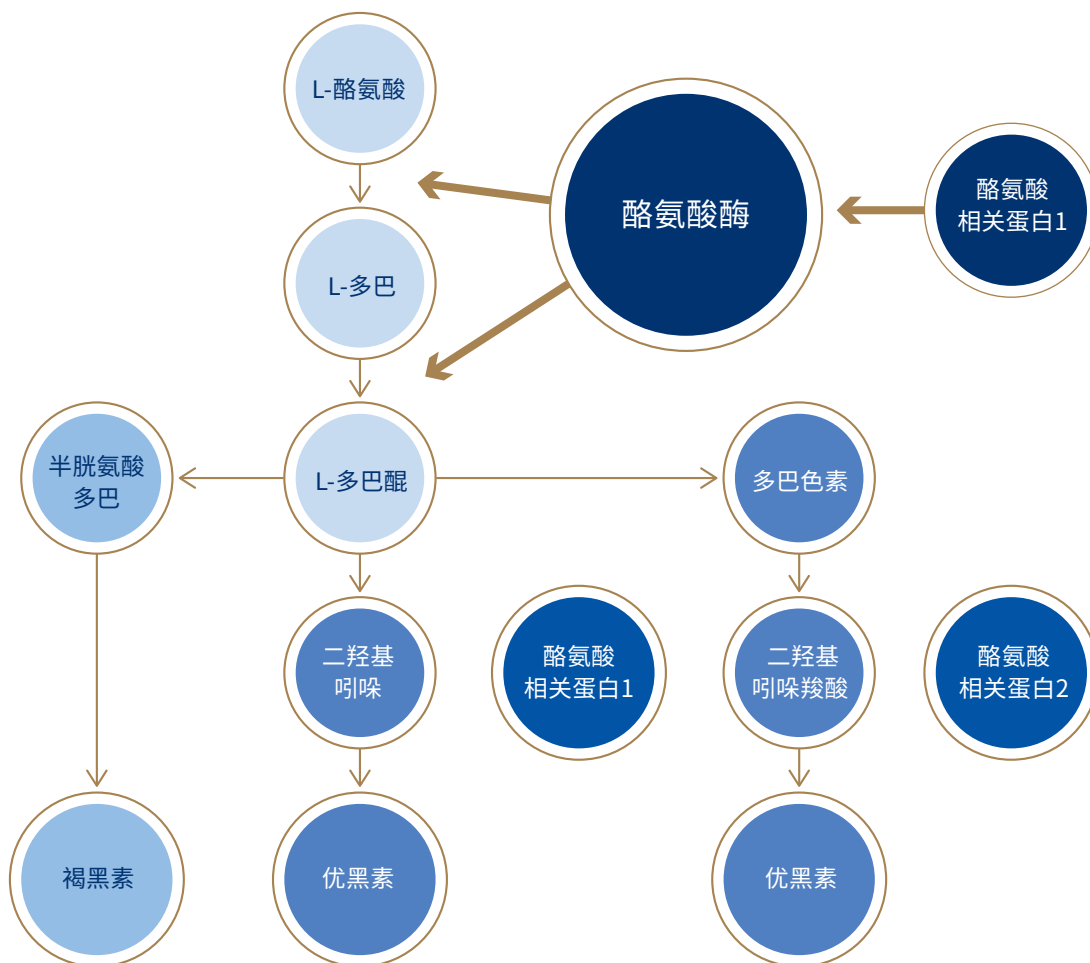 L-酪氨酸
酪氨酸酶
酪氨酸
相关蛋白1
L-多巴
半胱氨酸
多巴
L-多巴醌
多巴色素
二羟基
吲哚
酪氨酸
相关蛋白1
二羟基
吲哚羧酸
酪氨酸
相关蛋白2
褐黑素
优黑素
优黑素